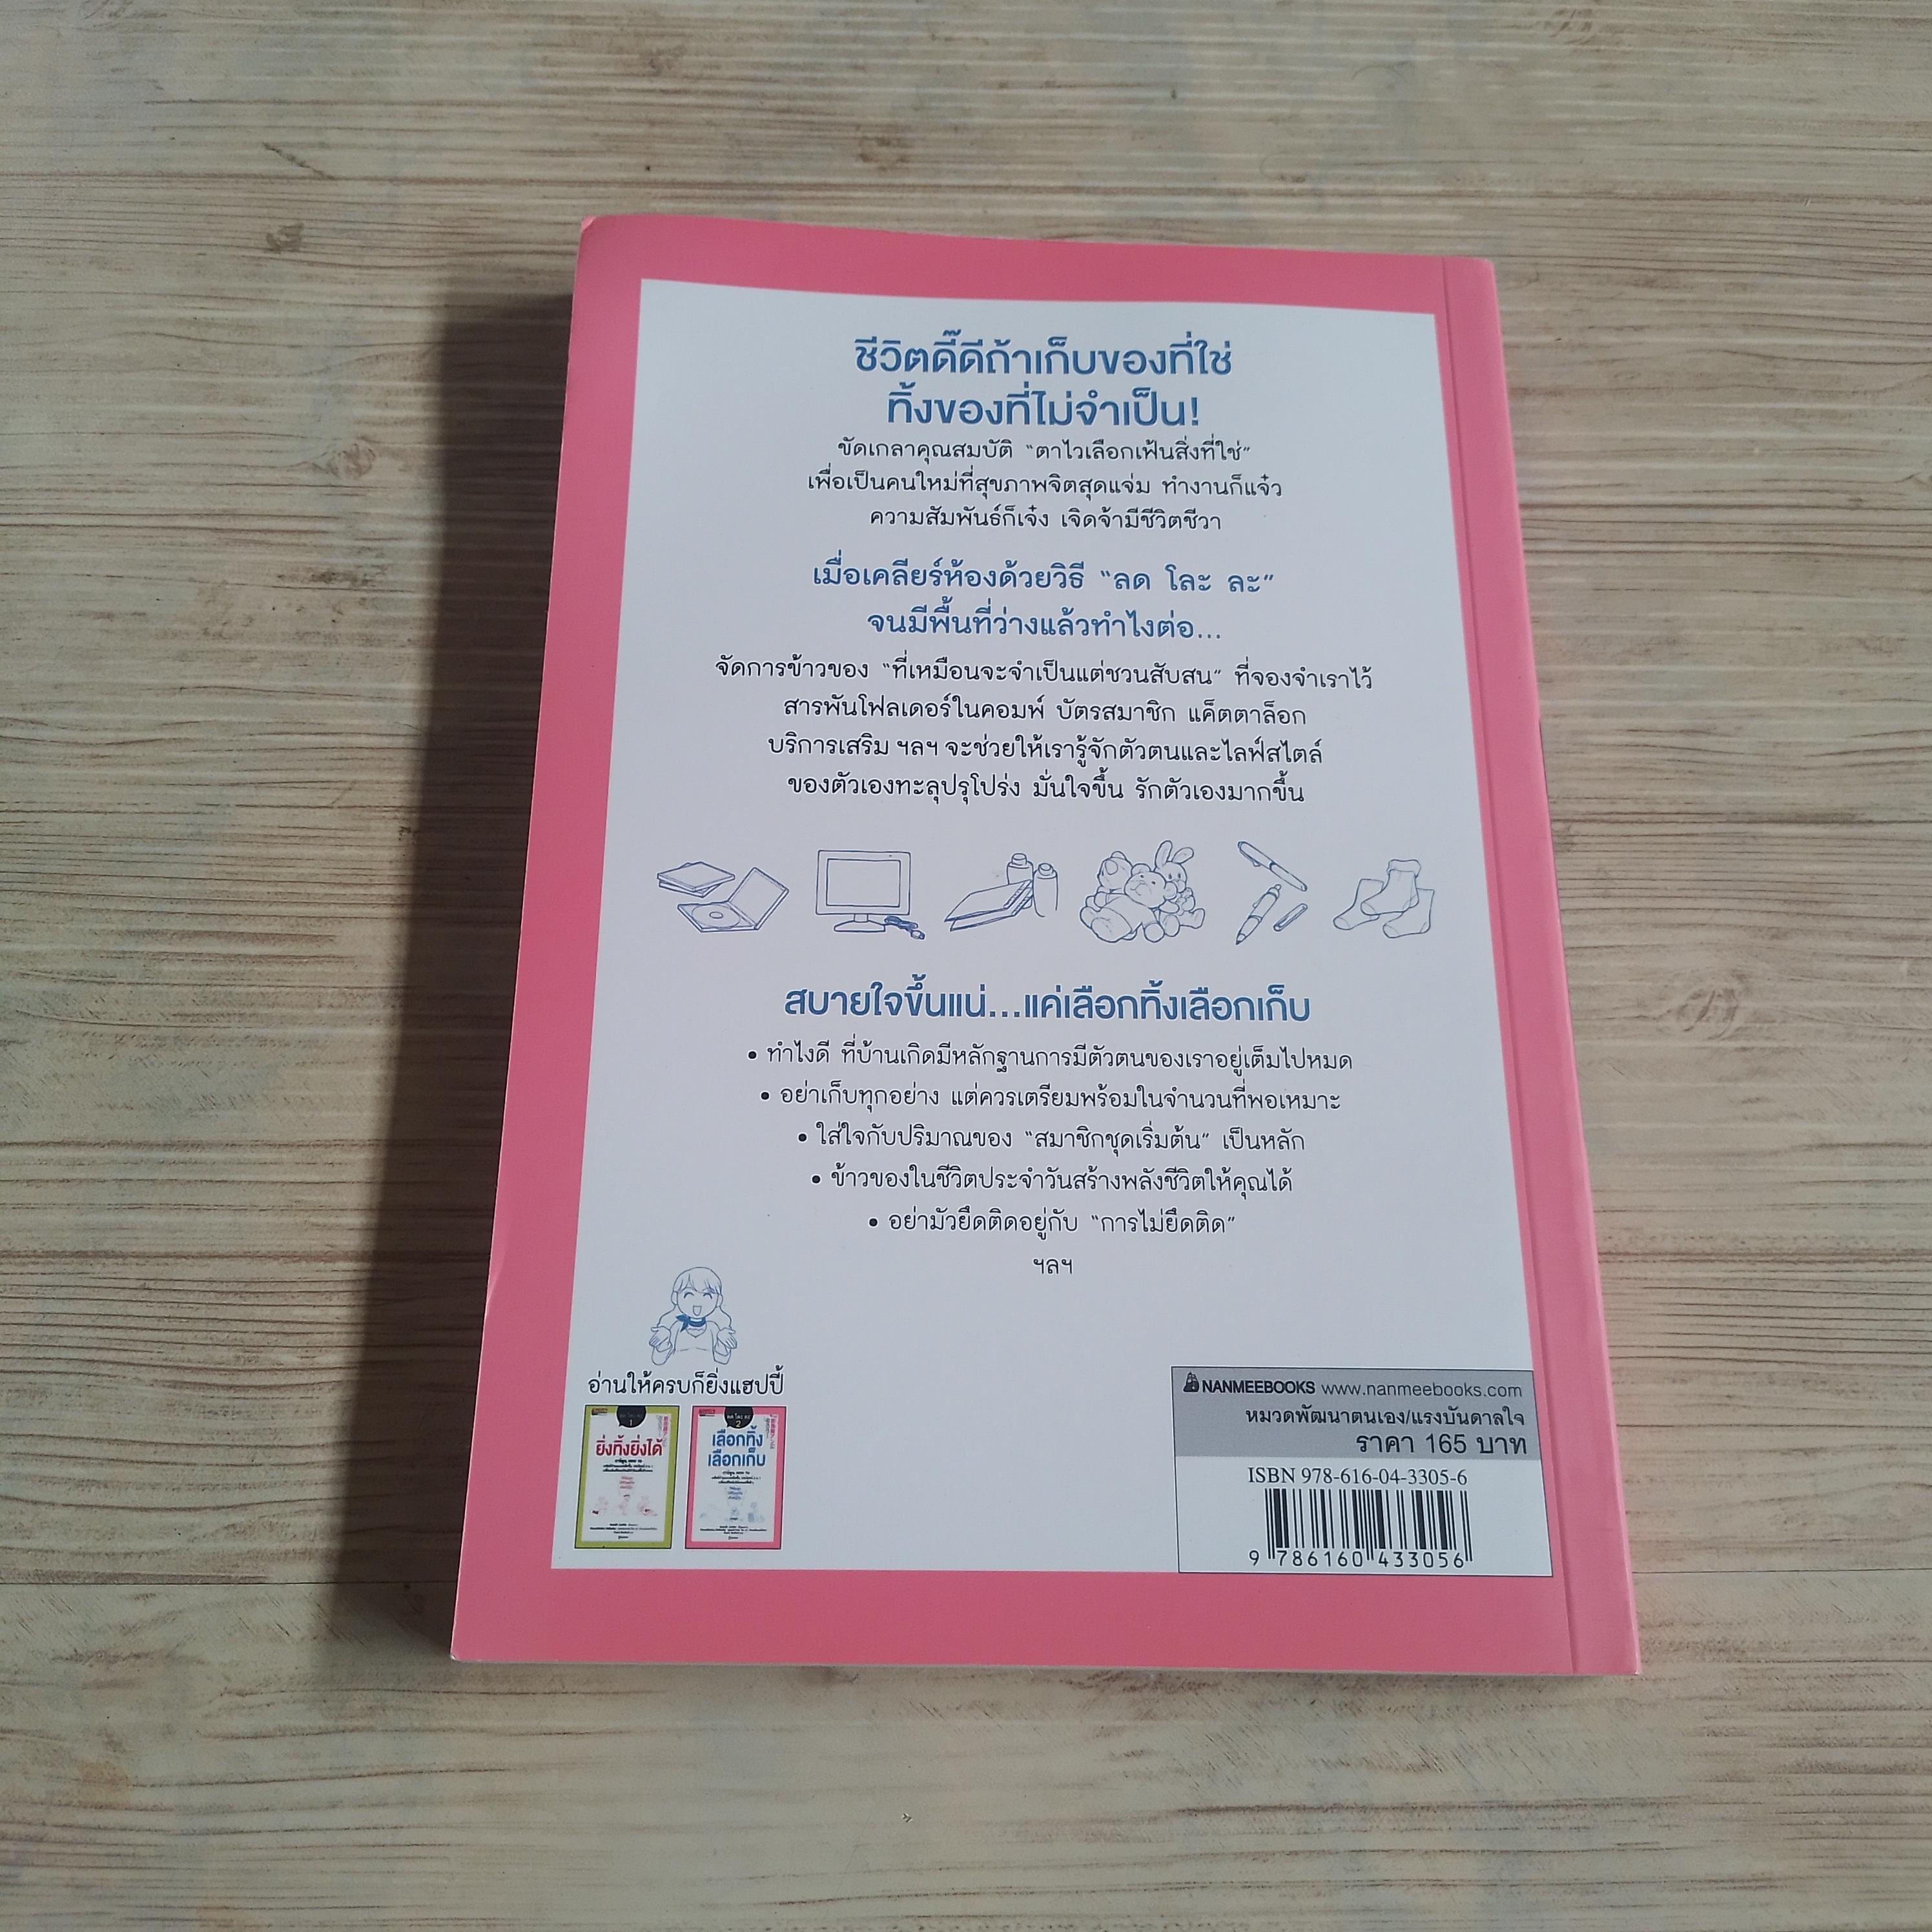 ชีวิตดี๊ดีถ้าเก็บของที่ใช่
ทิ้งของที่ไม่จำเป็น!
ขัดเกลาคุณสมบัติ “ตาไวเลือกเฟ้นสิ่งที่ใช่”
เพื่อเป็นคนใหม่ที่สุขภาพจิตสุดแจ่ม ทำงานก็แจ๋ว
ความสัมพันธ์ก็เจ๋ง เจิดจ้ามีชีวิตชีวา
เมื่อเคลียร์ห้องด้วยวิธี “ลด โละ ละ”
จนมีพื้นที่ว่างแล้วทำไงต่อ...
จัดการข้าวของ “ที่เหมือนจะจำเป็นแต่ชวนสับสน” ที่จองจำเราไว้
สารพันโฟลเดอร์ในคอมพ์ บัตรสมาชิก แค็ตตาล็อก
บริการเสริม ฯลฯ จะช่วยให้เรารู้จักตัวตนและไลฟ์สไตล์
ของตัวเองทะลุปรุโปร่ง มั่นใจขึ้น รักตัวเองมากขึ้น
สบายใจขึ้นแน่...แค่เลือกทิ้งเลือกเก็บ
• ทำไงดี ที่บ้านเกิดมีหลักฐานการมีตัวตนของเราอยู่เต็มไปหมด
• อย่าเก็บทุกอย่าง แต่ควรเตรียมพร้อมในจำนวนที่พอเหมาะ
• ใส่ใจกับปริมาณของ “สมาชิกชุดเริ่มต้น” เป็นหลัก
• ข้าวของในชีวิตประจำวันสร้างพลังชีวิตให้คุณได้
• อย่ามัวยึดติดอยู่กับ “การไม่ยึดติด”
ฯลฯ
อ่านให้ครบก็ยิ่งแฮปปี้
ลด โละ ละ
1
ยิ่งทิ้งยิ่งได้
ลด โละ ละ
2
เลือกทิ้ง
เลือกเก็บ
NANMEEBOOKS www.nanmeebooks.com
หมวดพัฒนาตนเอง/แรงบันดาลใจ
ราคา 165 บาท
ISBN 978-616-04-3305-6
9 786160 433056